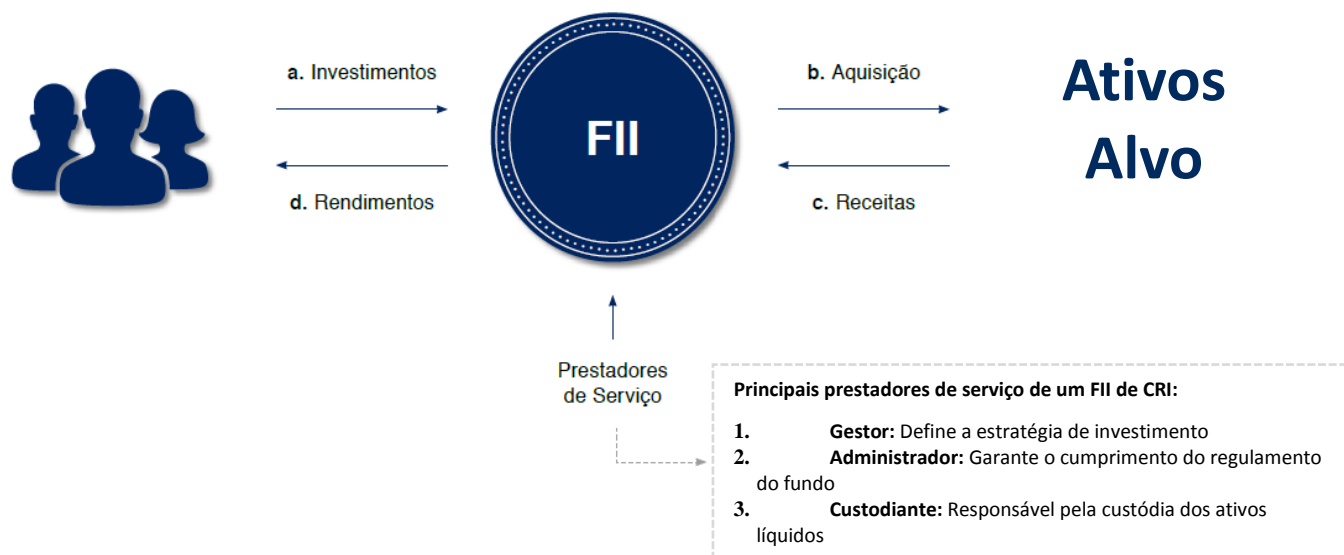 a. Investimentos
d. Rendimentos
FII
b. Aquisição
c. Receitas
Ativos
Alvo
Prestadores
de Serviço
Principais prestadores de serviço de um FII de CRI:
1. Gestor: Define a estratégia de investimento
2. Administrador: Garante o cumprimento do regulamento
do fundo
3. Custodiante: Responsável pela custódia dos ativos
líquidos